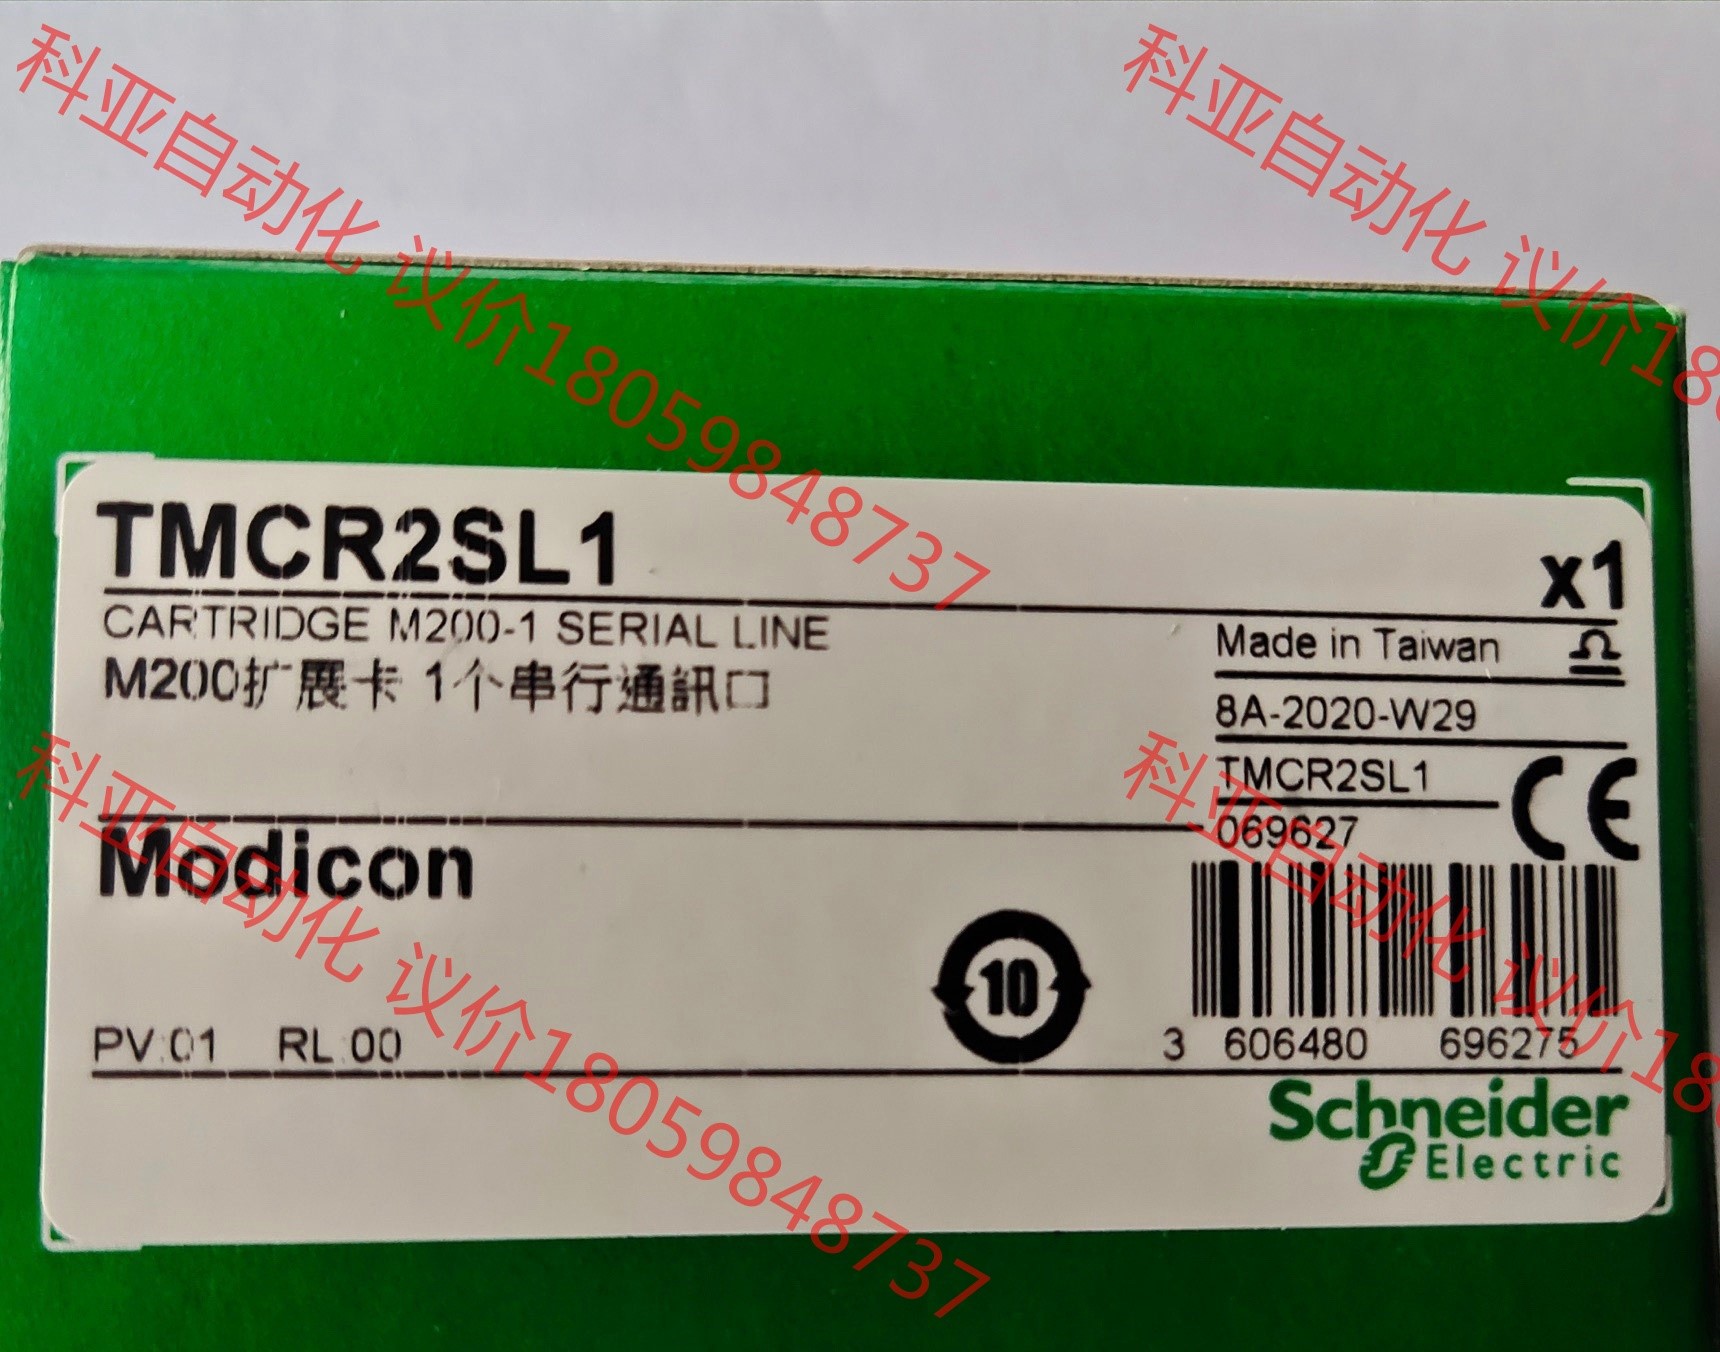 科亚自动化 议价18059848737
科亚自动化 议价18
TMCR2SL1
x1
CARTRIDGE M200-1 SERIAL LINE
M200扩展卡 1个串行通訊口
Made in Taiwan
8A-2020-W29
TMCR2SL1
069627
CE
Modicon
10
PV:01 RL:00
3 606480 696275
Schneider
Electric
科亚自动化 议价18059848737
科亚自动化 议价18